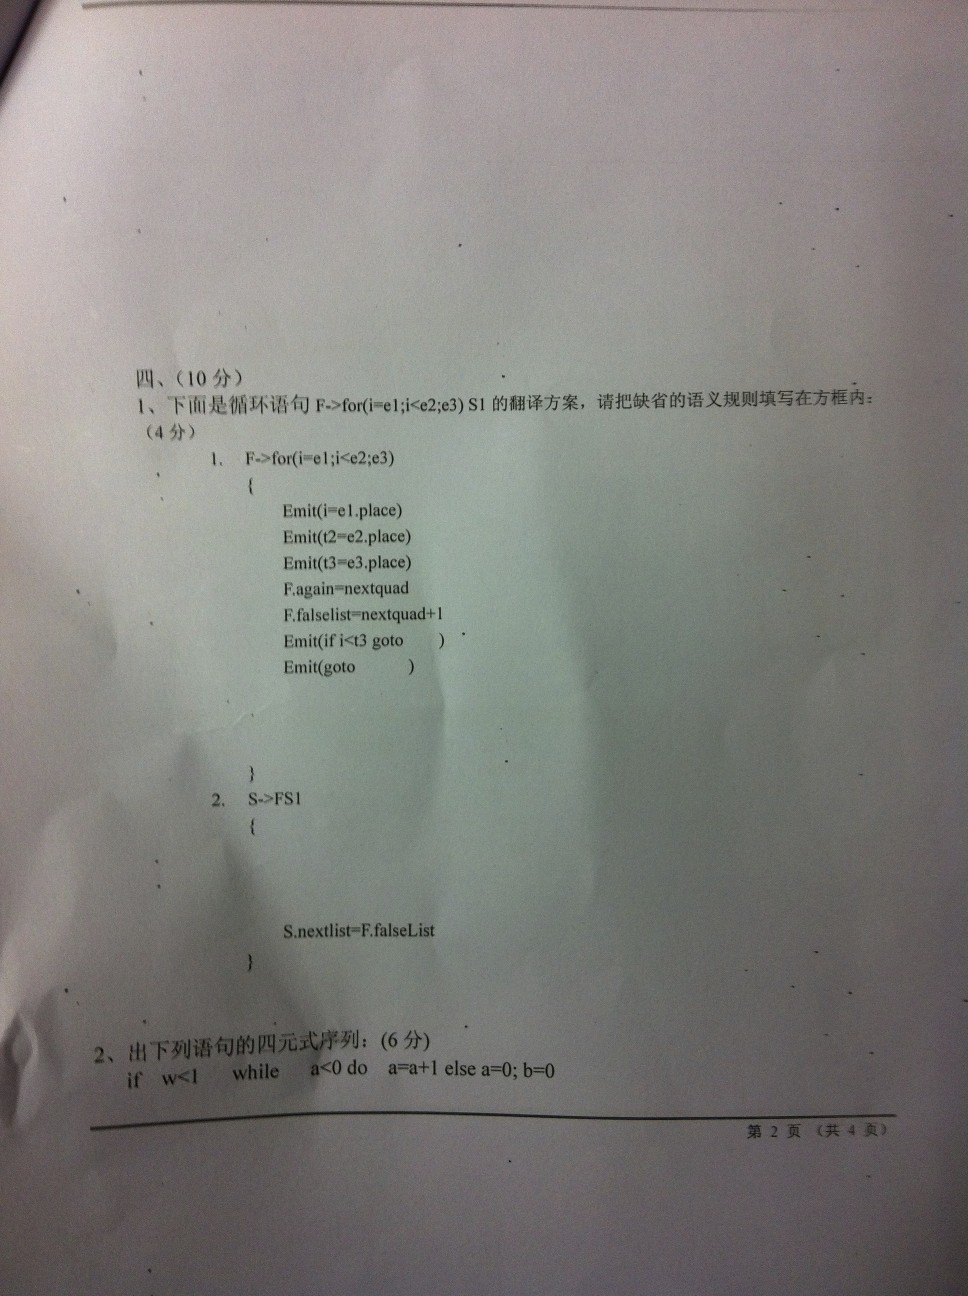 四、（10 分）
1、下面是循环语句 F->for(i=e1;i<e2;e3) S1 的翻译方案，请把缺省的语义规则填写在方框内：
（4 分）
1. F->for(i=e1;i<e2;e3)
{
Emit(i=e1.place)
Emit(t2=e2.place)
Emit(t3=e3.place)
F.again=nextquad
F.falselist=nextquad+1
Emit(if i<t3 goto )
Emit(goto )
}
2. S->FS1
{
S.nextlist=F.falseList
}
2、出下列语句的四元式序列：(6 分)
if w<1 while a<0 do a=a+1 else a=0; b=0
第 2 页 （共 4 页）